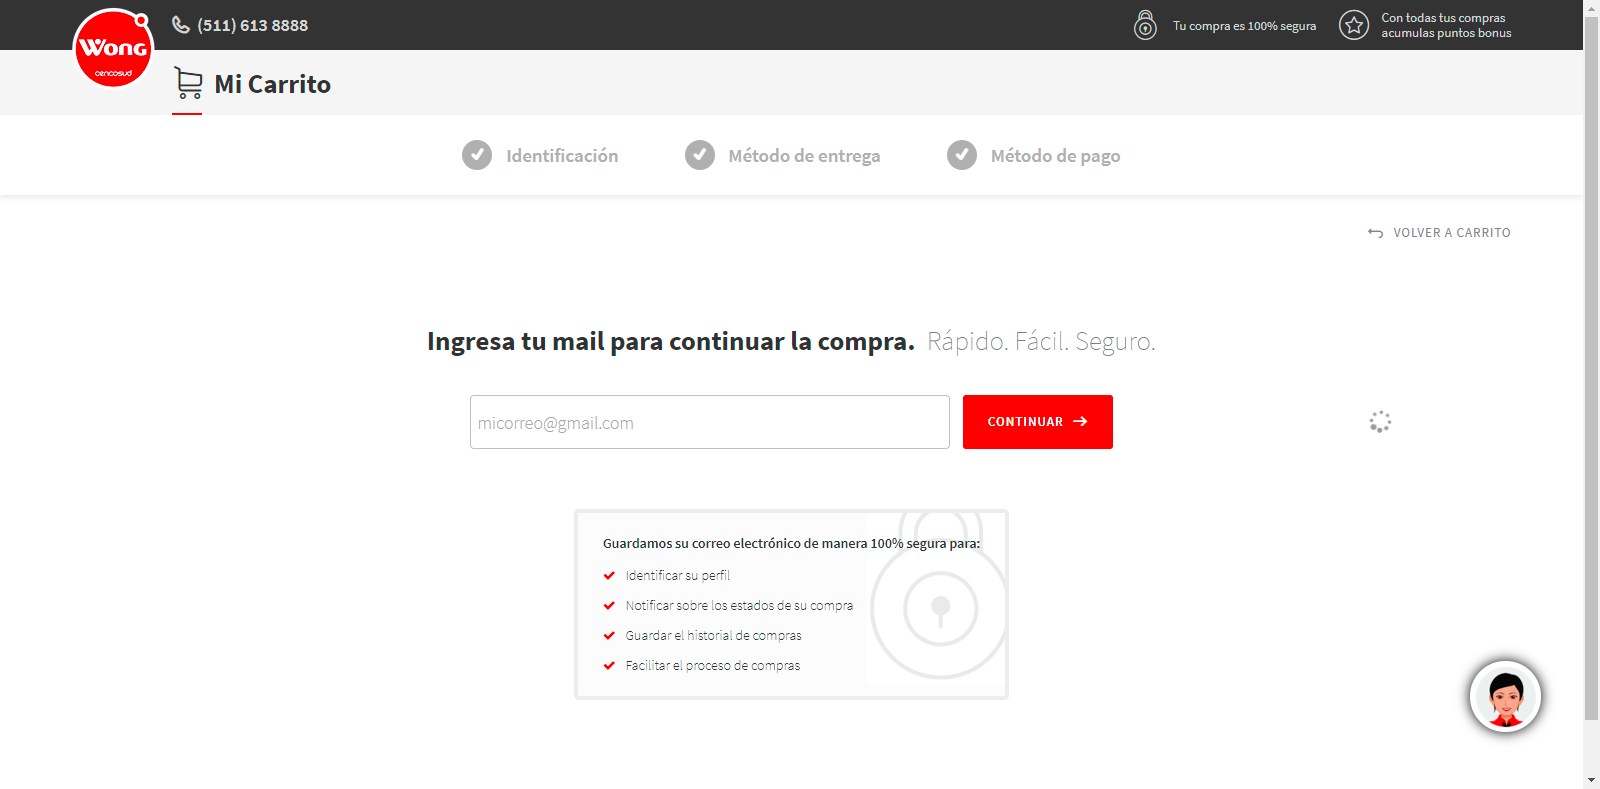 Wong
cencosud
(511) 613 8888
Tu compra es 100% segura
Con todas tus compras
acumulas puntos bonus
Mi Carrito
Identificación
Método de entrega
Método de pago
VOLVER A CARRITO
Ingresa tu mail para continuar la compra. Rápido. Fácil. Seguro.
micorreo@gmail.com
CONTINUAR
Guardamos su correo electrónico de manera 100% segura para:
Identificar su perfil
Notificar sobre los estados de su compra
Guardar el historial de compras
Facilitar el proceso de compras